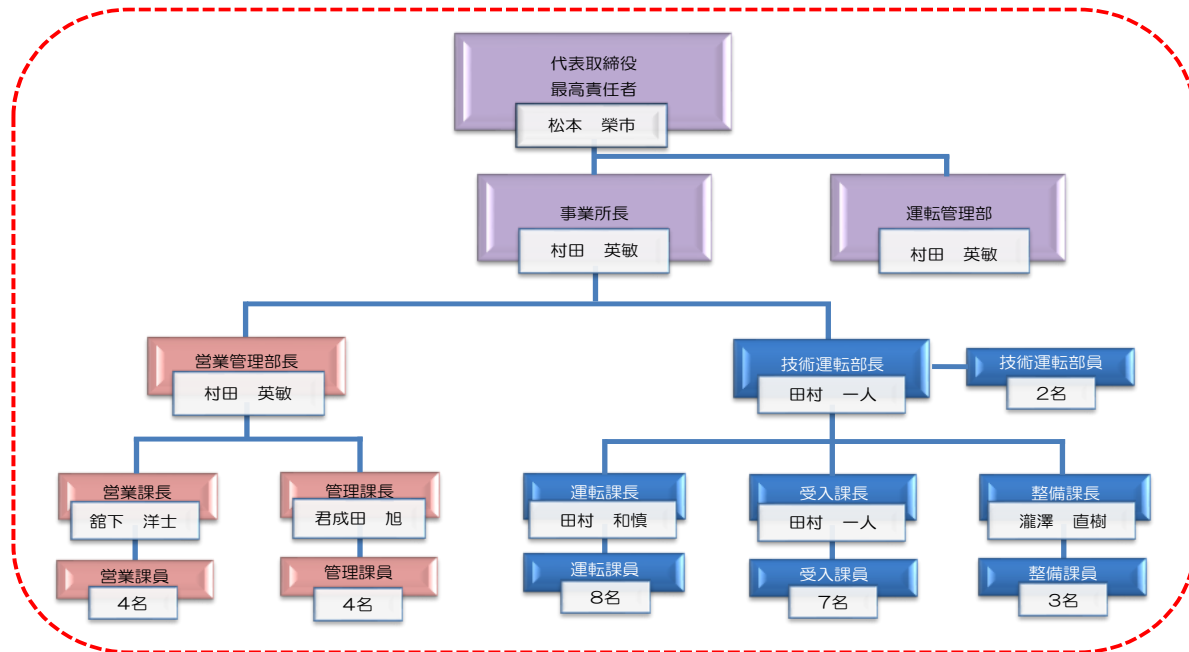 代表取締役
最高責任者
松本　榮市
事業所長
村田　英敏
運転管理部
村田　英敏
営業管理部長
村田　英敏
技術運転部長
田村　一人
技術運転部員
2名
営業課長
舘下　洋士
管理課長
君成田　旭
運転課長
田村　和慎
受入課長
田村　一人
整備課長
瀧澤　直樹
営業課員
4名
管理課員
4名
運転課員
8名
受入課員
7名
整備課員
3名